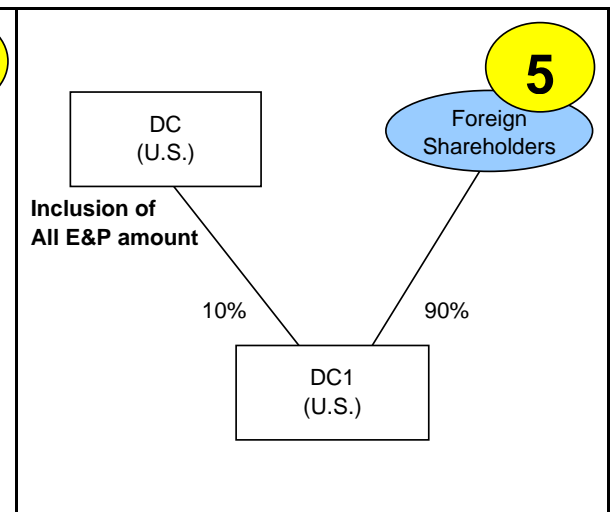 5
DC
(U.S.)
Foreign
Shareholders
Inclusion of
All E&P amount
10%
90%
DC1
(U.S.)